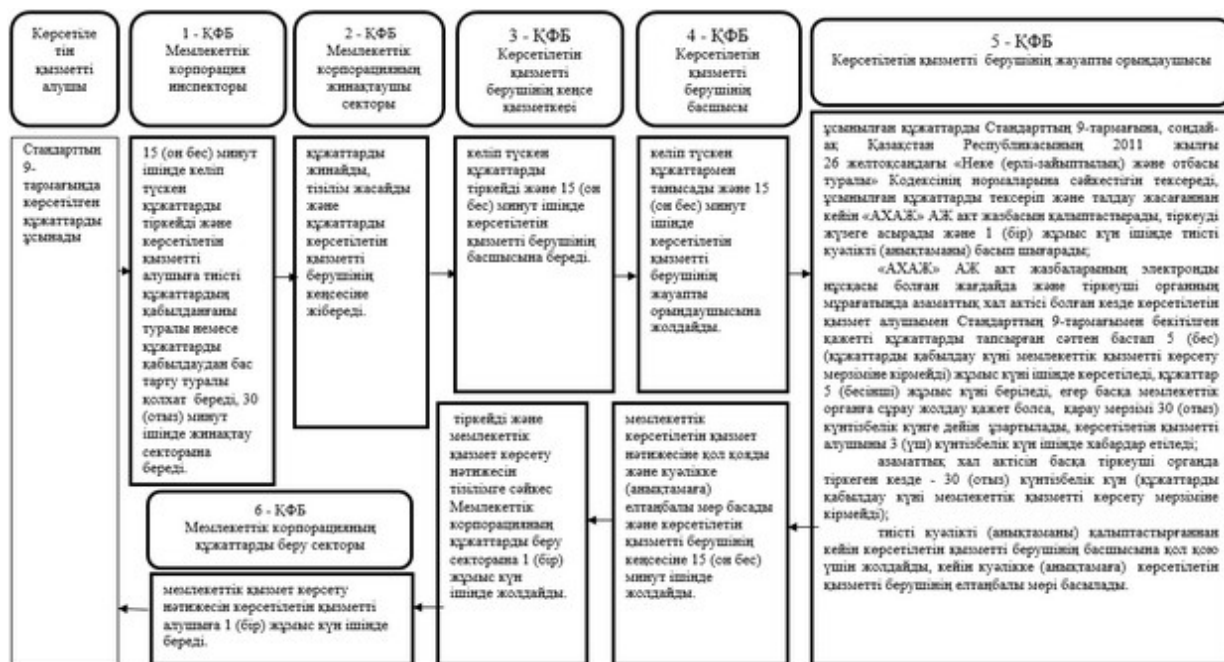 Көрсетіле
тін
қызметті
алушы
1 - ҚФБ
Мемлекеттік
корпорация
инспекторы
2 - ҚФБ
Мемлекеттік
корпорацияның
жинақтаушы
секторы
3 - ҚФБ
Көрсетілетін
қызметті
берушінің кеңсе
қызметкері
4 - ҚФБ
Көрсетілетін
қызметті
берушінің
басшысы
5 - ҚФБ
Көрсетілетін қызметті берушінің жауапты орындаушысы
Стандарттың
9-
тармағында
көрсетілген
құжаттарды
ұсынады
15 (он бес) минут
ішінде келіп
түскен
құжаттарды
тіркейді және
көрсетілетін
қызметті
алушыға тиісті
құжаттардың
қабылданғаны
туралы немесе
құжаттарды
қабылдаудан бас
тарту туралы
қолхат береді, 30
(отыз) минут
ішінде жинақтау
секторына
береді.
құжаттарды
жинайды,
тізілім жасайды
және
құжаттарды
көрсетілетін
қызметті
берушінің
кеңсесіне
жібереді.
келіп түскен
құжаттарды
тіркейді және 15 (он
бес) минут ішінде
көрсетілетін
қызметті берушінің
басшысына береді.
келіп түскен
құжаттармен
танысады және 15
(он бес) минут
ішінде
көрсетілетін
қызметті
берушінің
жауапты
орындаушысына
жолдайды.
ұсынылған құжаттарды Стандарттың 9-тармағына, сондай-
ақ Қазақстан Республикасының 2011 жылғы
26 желтоқсандағы «Неке (ерлі-зайыптылық) және отбасы
туралы» Кодексінің нормаларына сәйкестігін тексереді,
ұсынылған құжаттарды тексеріп және талдау жасағаннан
кейін «АХАЖ» АЖ акт жазбасын қалыптастырады, тіркеуді
жүзеге асырады және 1 (бір) жұмыс күн ішінде тиісті
куәлікті (анықтаманы) басып шығарады;
«АХАЖ» АЖ акт жазбаларының электронды
нұсқасы болған жағдайда және тіркеуші органның
мұрағатында азаматтық хал актісі болған кезде көрсетілетін
қызмет алушымен Стандарттың 9-тармағымен бекітілген
қажетті құжаттарды тапсырған сәттен бастап 5 (бес)
(құжаттарды қабылдау күні мемлекеттік қызметті көрсету
мерзіміне кірмейді) жұмыс күні ішінде көрсетіледі, құжаттар
5 (бесінші) жұмыс күні беріледі, егер басқа мемлекеттік
органға сұрау жолдау қажет болса, қарау мерзімі 30 (отыз)
күнтізбелік күнге дейін ұзартылады, көрсетілетін қызметті
алушыны 3 (үш) күнтізбелік күн ішінде хабардар етіледі;
азаматтық хал актісін басқа тіркеуші органда
тіркеген кезде - 30 (отыз) күнтізбелік күн (құжаттарды
қабылдау күні мемлекеттік қызметті көрсету мерзіміне
кірмейді);
тиісті куәлікті (анықтаманы) қалыптастырғаннан
кейін көрсетілетін қызметті берушінің басшысына қол қою
үшін жолдайды, кейін куәлікке (анықтамаға) көрсетілетін
қызметті берушінің елтаңбалы мөрі басылады.
мемлекеттік
көрсетілетін қызмет
нәтижесіне қол қояды
және куәлікке
(анықтамаға)
елтаңбалы мөр басады
және көрсетілетін
қызметті берушінің
кеңсесіне 15 (он бес)
минут ішінде
жолдайды.
тіркейді және
мемлекеттік
қызмет көрсету
нәтижесін
тізілімге сәйкес
Мемлекеттік
корпорацияның
құжаттарды беру
секторына 1 (бір)
жұмыс күн
ішінде жолдайды.
6 - ҚФБ
Мемлекеттік корпорацияның
құжаттарды беру секторы
мемлекеттік қызмет көрсету
нәтижесін көрсетілетін қызметті
алушыға 1 (бір) жұмыс күн ішінде
береді.